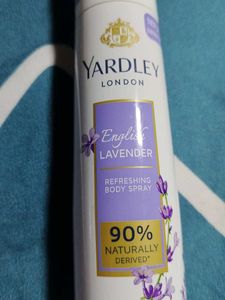 YARDLEY
LONDON
English
LAVENDER
REFRESHING
BODY SPRAY
90%
NATURALLY
DERIVED*